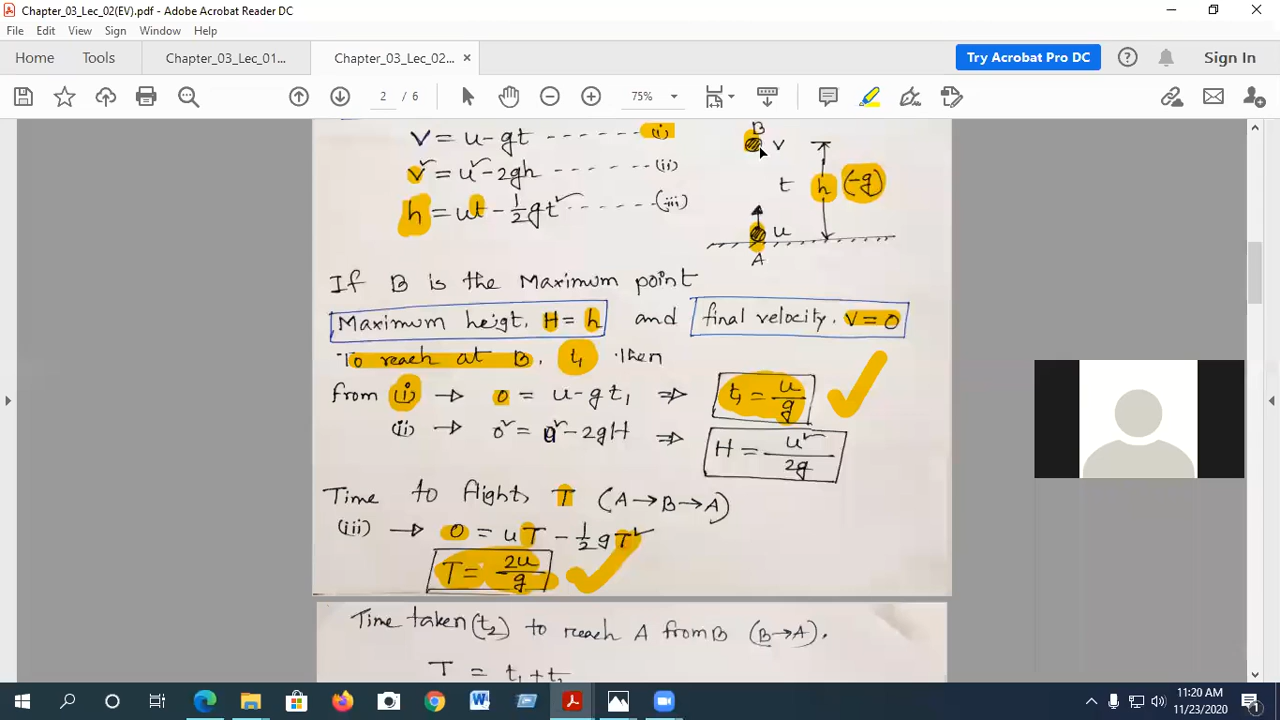 Chapter_03_Lec_02(EV).pdf - Adobe Acrobat Reader DC
File Edit View Sign Window Help
Home Tools Chapter_03_Lec_01... Chapter_03_Lec_02... × Try Acrobat Pro DC Sign In
2 / 6 75%
V = u - gt ------- (i)
v² = u² - 2gh ------ (ii)
h = ut - 1/2 gt² ------ (iii)
B
v
t h (-g)
u
A
If B is the Maximum point
Maximum heigt, H = h and final velocity, V = 0
To reach at B, t₁ then
from (i) → 0 = u - gt₁ ⇒ t₁ = u/g
(ii) → 0² = u² - 2gH ⇒ H = u²/2g
Time to flight, T (A→B→A)
(iii) → 0 = uT - 1/2 gT²
T = 2u/g
Time taken (t₂) to reach A from B (B→A).
T = t₁ + t₂
11:20 AM
11/23/2020